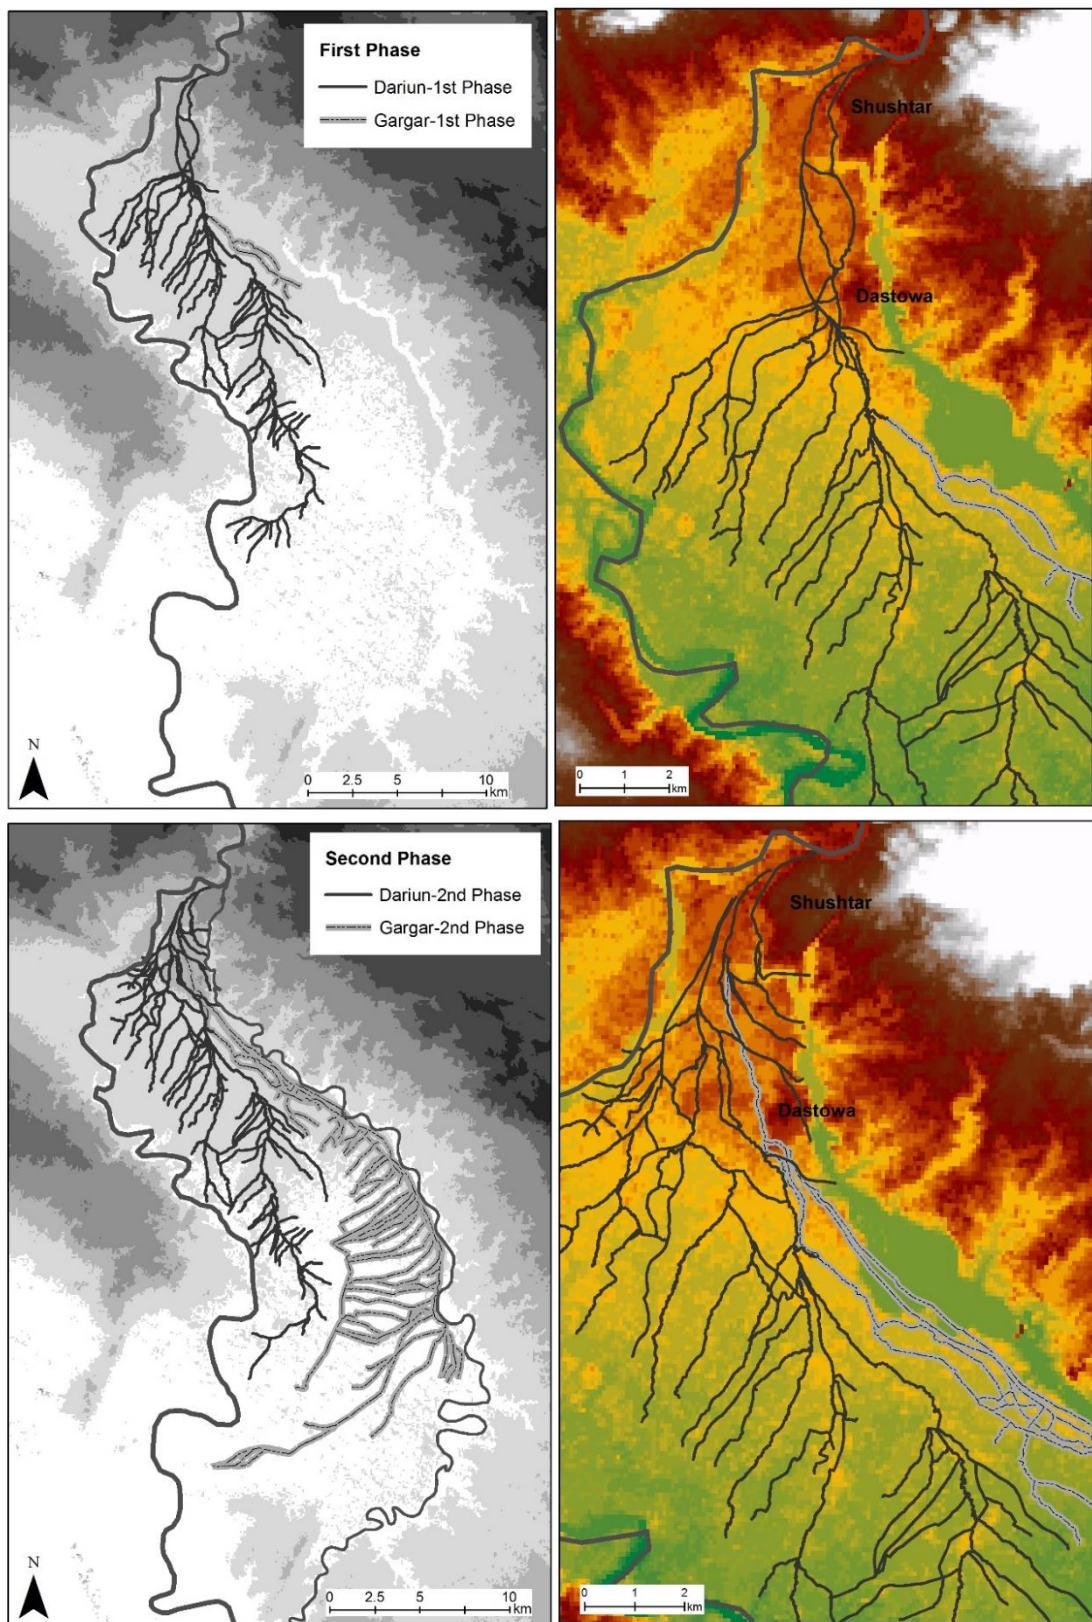 First Phase
Dariun-1st Phase
Gargar-1st Phase
N
0 2.5 5 10
km
Shushtar
Dastowa
0 1 2
km
Second Phase
Dariun-2nd Phase
Gargar-2nd Phase
N
0 2.5 5 10
km
Shushtar
Dastowa
0 1 2
km